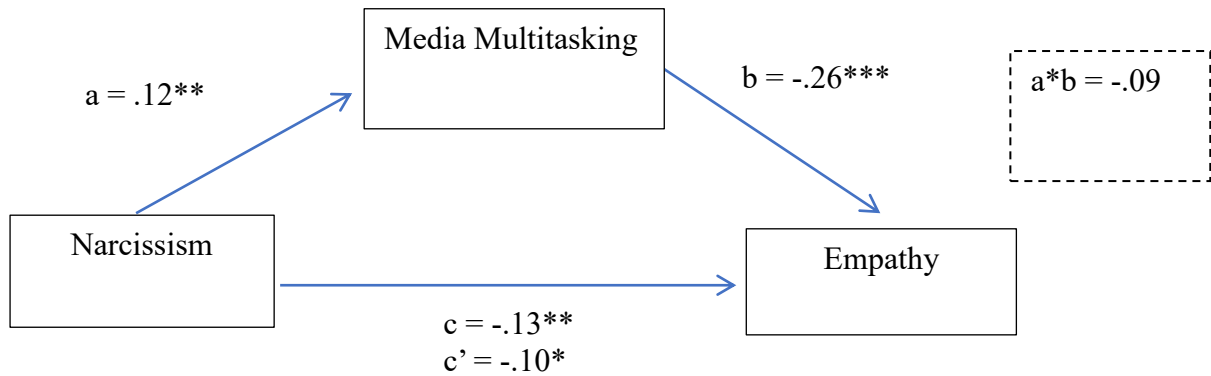 Media Multitasking
a = .12**
b = -.26***
a*b = -.09
Narcissism
Empathy
c = -.13**
c’ = -.10*